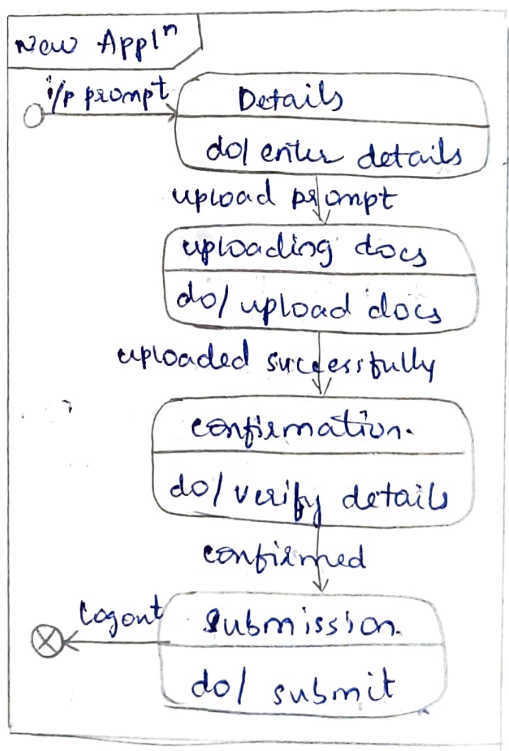 New Applⁿ
i/p prompt
Details
do/ enter details
upload prompt
uploading docs
do/ upload docs
uploaded successfully
confirmation.
do/ verify details
confirmed
Logout
Submission.
do/ submit